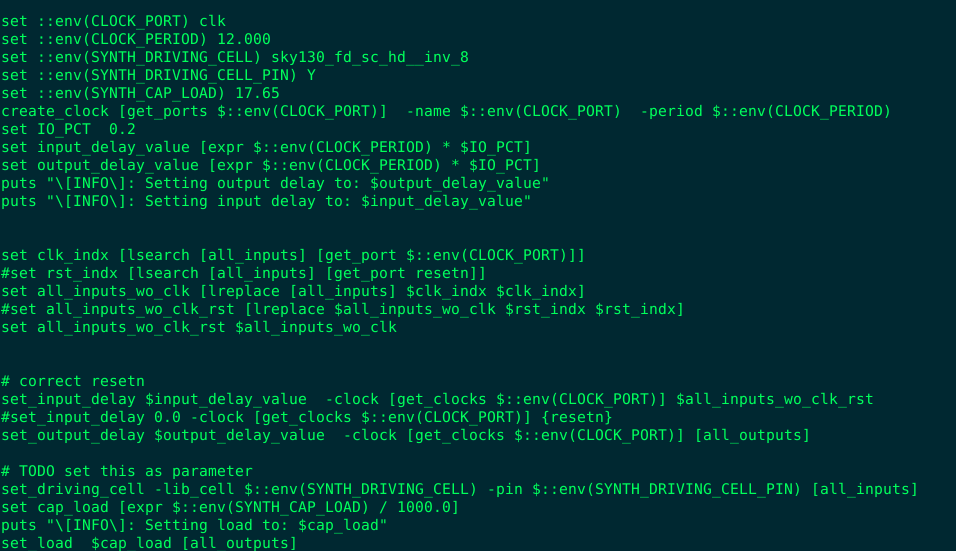 set ::env(CLOCK_PORT) clk
set ::env(CLOCK_PERIOD) 12.000
set ::env(SYNTH_DRIVING_CELL) sky130_fd_sc_hd__inv_8
set ::env(SYNTH_DRIVING_CELL_PIN) Y
set ::env(SYNTH_CAP_LOAD) 17.65
create_clock [get_ports $::env(CLOCK_PORT)]  -name $::env(CLOCK_PORT)  -period $::env(CLOCK_PERIOD)
set IO_PCT  0.2
set input_delay_value [expr $::env(CLOCK_PERIOD) * $IO_PCT]
set output_delay_value [expr $::env(CLOCK_PERIOD) * $IO_PCT]
puts "\[INFO\]: Setting output delay to: $output_delay_value"
puts "\[INFO\]: Setting input delay to: $input_delay_value"
set clk_indx [lsearch [all_inputs] [get_port $::env(CLOCK_PORT)]]
#set rst_indx [lsearch [all_inputs] [get_port resetn]]
set all_inputs_wo_clk [lreplace [all_inputs] $clk_indx $clk_indx]
#set all_inputs_wo_clk_rst [lreplace $all_inputs_wo_clk $rst_indx $rst_indx]
set all_inputs_wo_clk_rst $all_inputs_wo_clk
# correct resetn
set_input_delay $input_delay_value  -clock [get_clocks $::env(CLOCK_PORT)] $all_inputs_wo_clk_rst
#set_input_delay 0.0 -clock [get_clocks $::env(CLOCK_PORT)] {resetn}
set_output_delay $output_delay_value  -clock [get_clocks $::env(CLOCK_PORT)] [all_outputs]
# TODO set this as parameter
set_driving_cell -lib_cell $::env(SYNTH_DRIVING_CELL) -pin $::env(SYNTH_DRIVING_CELL_PIN) [all_inputs]
set cap_load [expr $::env(SYNTH_CAP_LOAD) / 1000.0]
puts "\[INFO\]: Setting load to: $cap_load"
set_load  $cap_load [all_outputs]